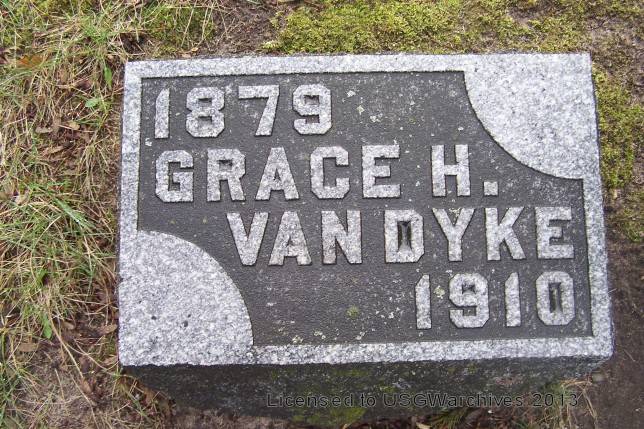 1879
GRACE H.
VAN DYKE
1910
Licensed to USGWarchives 2013